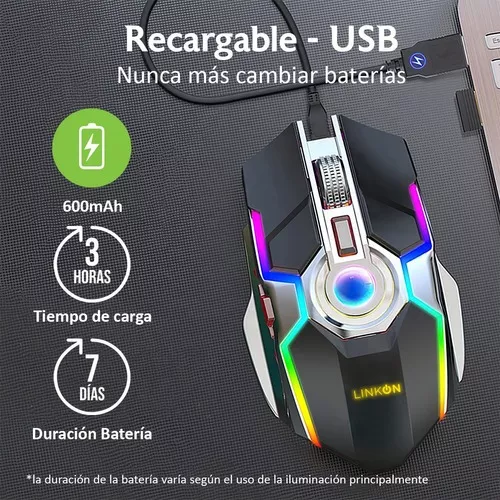 Recargable - USB
Nunca más cambiar baterías
600mAh
3
HORAS
Tiempo de carga
7
DÍAS
Duración Batería
LINKON
*la duración de la batería varía según el uso de la iluminación principalmente